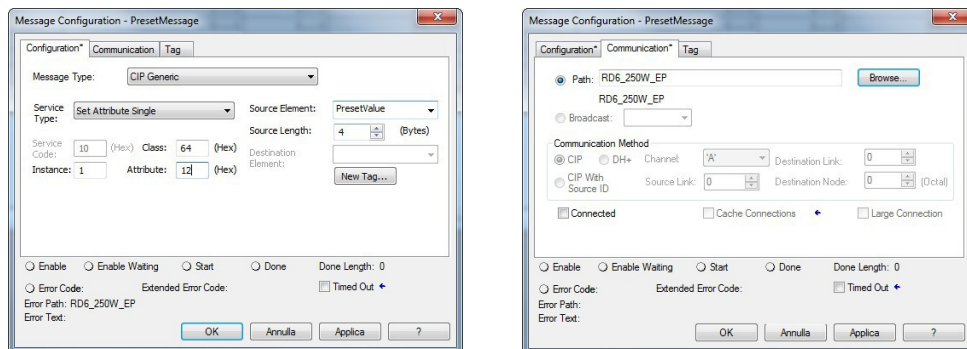 Message Configuration - PresetMessage
x
Configuration* Communication Tag
Message Type: CIP Generic
Service Type: Set Attribute Single Source Element: PresetValue
Source Length: 4 (Bytes)
Service Code: 10 (Hex) Class: 64 (Hex) Destination Element:
Instance: 1 Attribute: 12 (Hex) New Tag...
Enable Enable Waiting Start Done Done Length: 0
Error Code: Extended Error Code: Timed Out
Error Path: RD6_250W_EP
Error Text:
OK Annulla Applica ?
Message Configuration - PresetMessage
x
Configuration* Communication* Tag
Path: RD6_250W_EP Browse...
RD6_250W_EP
Broadcast:
Communication Method
CIP DH+ Channel: 'A' Destination Link: 0
CIP With Source ID Source Link: 0 Destination Node: 0 (Octal)
Connected Cache Connections Large Connection
Enable Enable Waiting Start Done Done Length: 0
Error Code: Extended Error Code: Timed Out
Error Path:
Error Text:
OK Annulla Applica ?